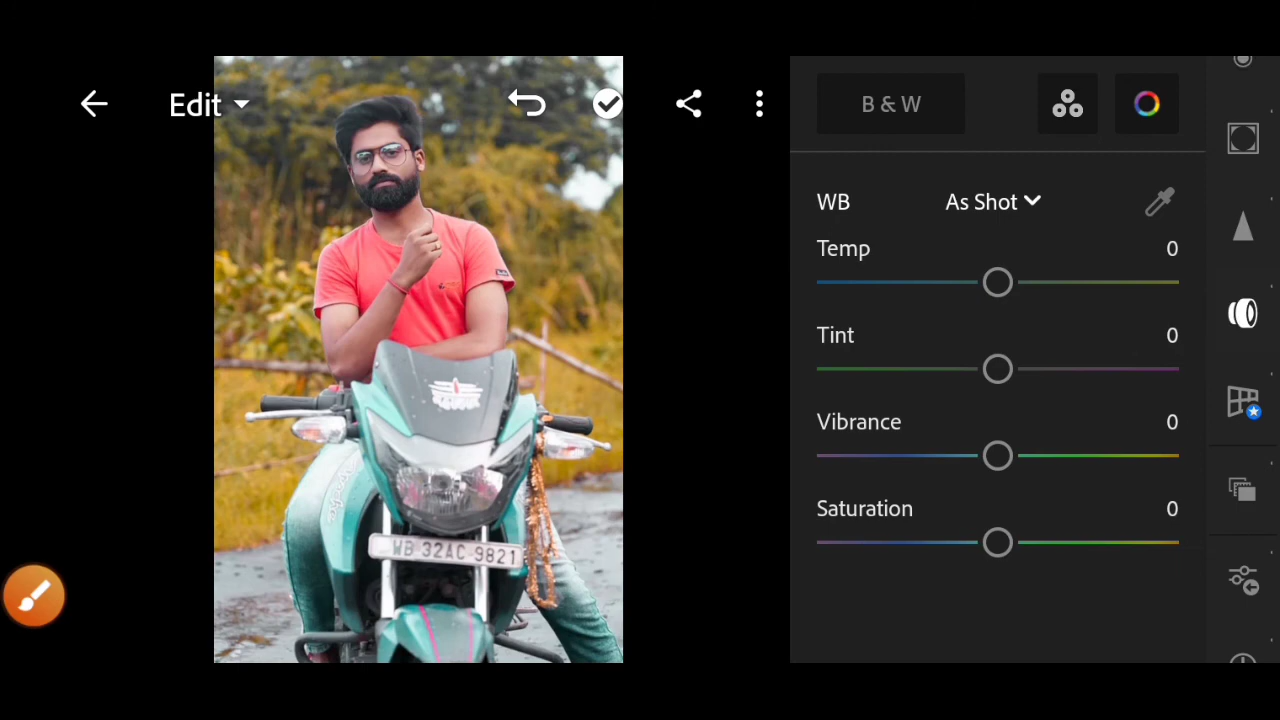 Edit
B & W
WB As Shot
Temp 0
Tint 0
Vibrance 0
Saturation 0
WB 32AC-9821